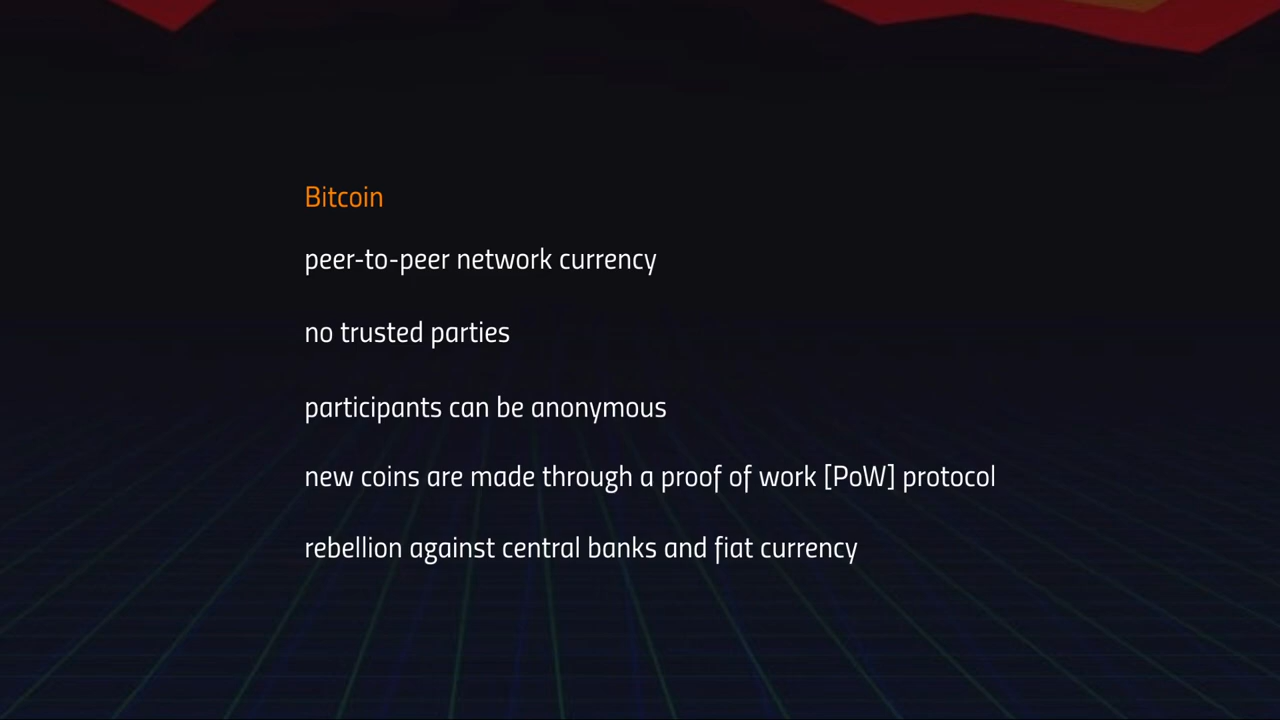 Bitcoin
peer-to-peer network currency
no trusted parties
participants can be anonymous
new coins are made through a proof of work [PoW] protocol
rebellion against central banks and fiat currency